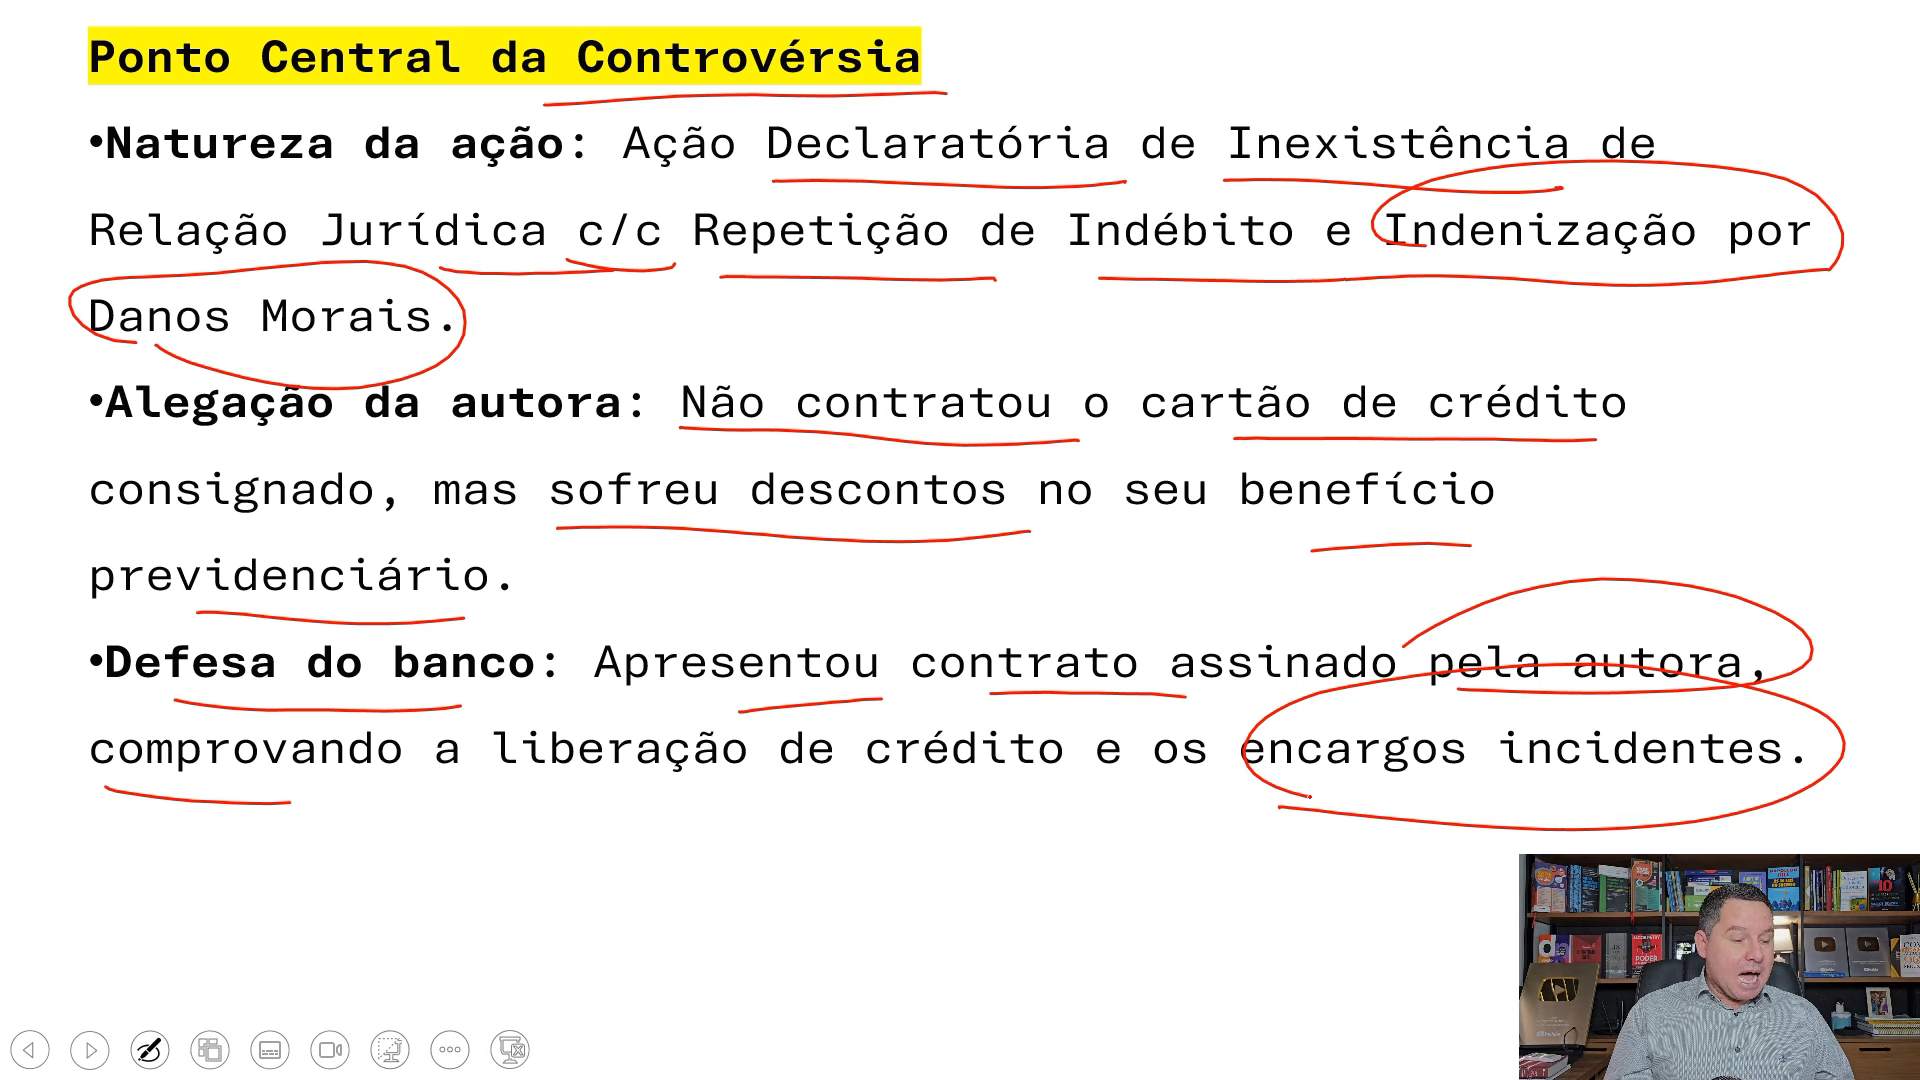 Ponto Central da Controvérsia
•Natureza da ação: Ação Declaratória de Inexistência de
Relação Jurídica c/c Repetição de Indébito e Indenização por
Danos Morais.
•Alegação da autora: Não contratou o cartão de crédito
consignado, mas sofreu descontos no seu benefício
previdenciário.
•Defesa do banco: Apresentou contrato assinado pela autora,
comprovando a liberação de crédito e os encargos incidentes.
PODER
10